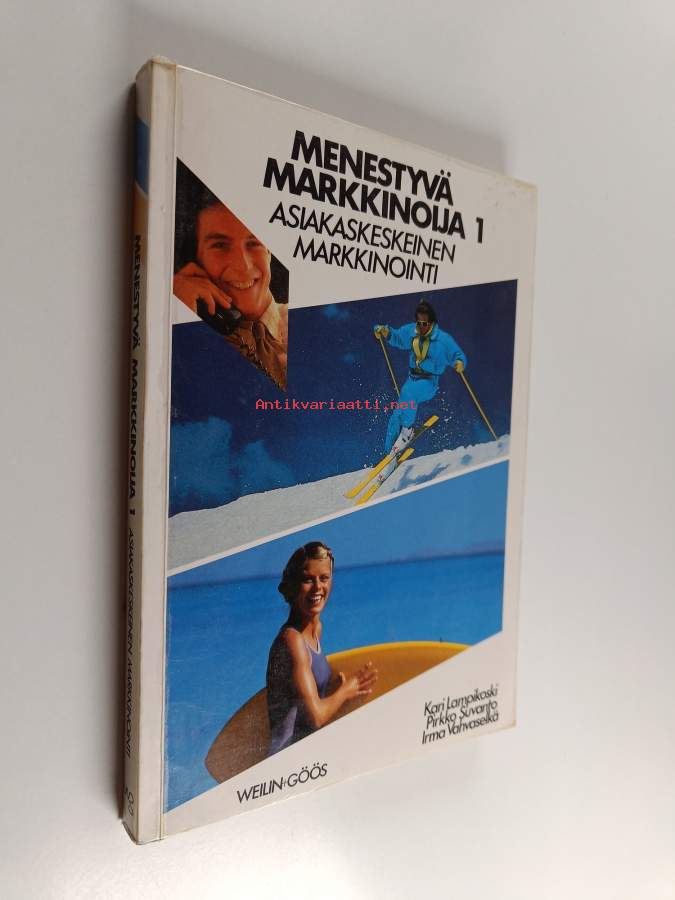 MENESTYVÄ
MARKKINOIJA 1
ASIAKASKESKEINEN
MARKKINOINTI
Antikvariaatti.net
Kari Lampikoski
Pirkko Suvanto
Irma Vahvaselkä
WEILIN+GÖÖS
MENESTYVÄ MARKKINOIJA 1 ASIAKASKESKEINEN MARKKINOINTI